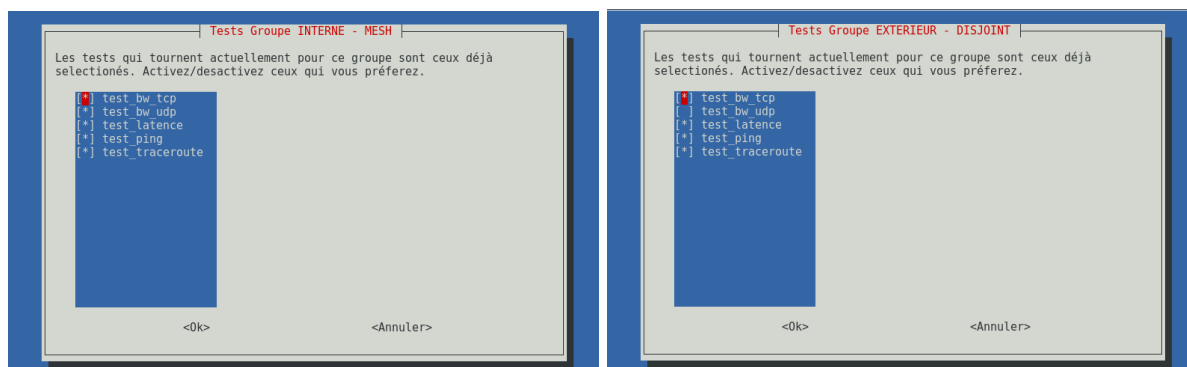 Tests Groupe INTERNE - MESH
Les tests qui tournent actuellement pour ce groupe sont ceux déjà
selectionés. Activez/desactivez ceux qui vous préferez.
[*] test_bw_tcp
[*] test_bw_udp
[*] test_latence
[*] test_ping
[*] test_traceroute
<Ok> <Annuler>
Tests Groupe EXTERIEUR - DISJOINT
Les tests qui tournent actuellement pour ce groupe sont ceux déjà
selectionés. Activez/desactivez ceux qui vous préferez.
[*] test_bw_tcp
[ ] test_bw_udp
[*] test_latence
[*] test_ping
[*] test_traceroute
<Ok> <Annuler>